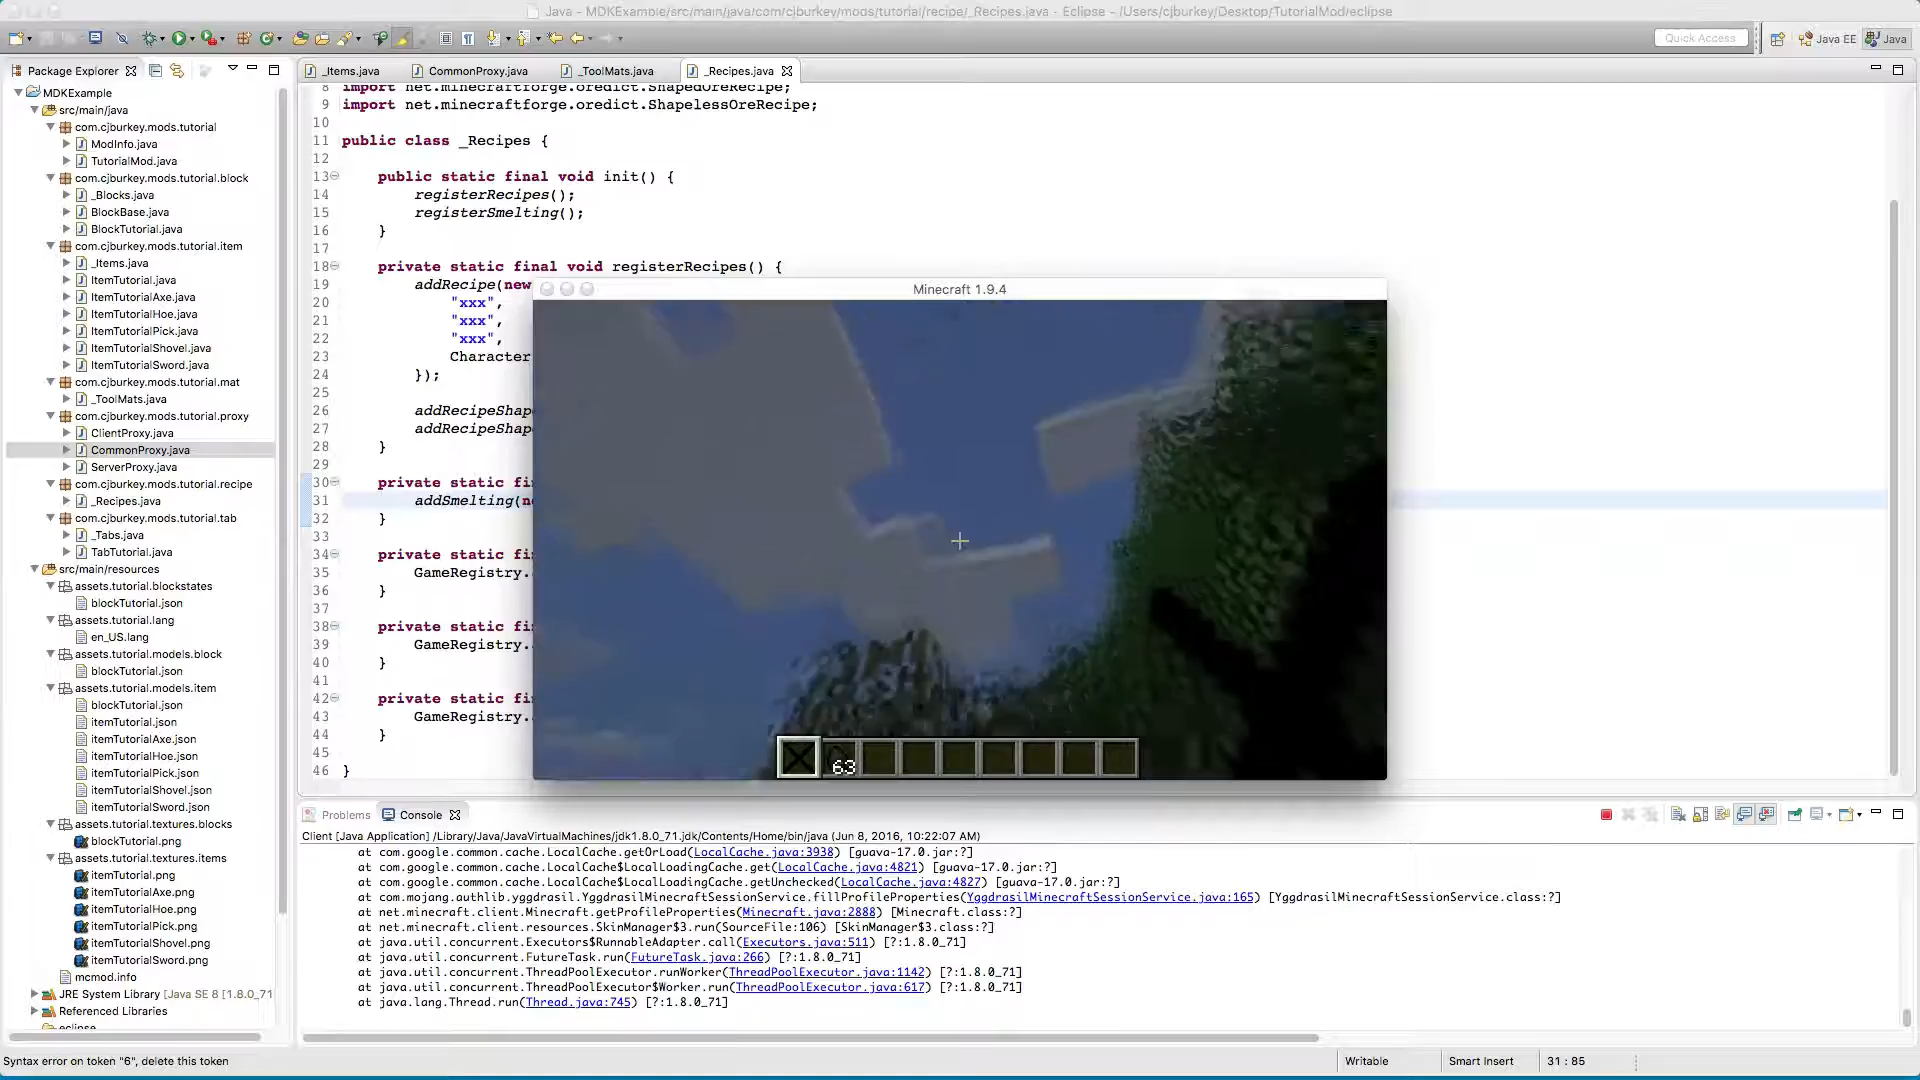 Java - MDKExample/src/main/java/com/cjburkey/mods/tutorial/recipe/_Recipes.java - Eclipse - /Users/cjburkey/Desktop/TutorialMod/eclipse
Quick Access
Java EE
Java
Package Explorer
_Items.java
CommonProxy.java
_ToolMats.java
_Recipes.java
MDKExample
src/main/java
com.cjburkey.mods.tutorial
ModInfo.java
TutorialMod.java
com.cjburkey.mods.tutorial.block
_Blocks.java
BlockBase.java
BlockTutorial.java
com.cjburkey.mods.tutorial.item
_Items.java
ItemTutorial.java
ItemTutorialAxe.java
ItemTutorialHoe.java
ItemTutorialPick.java
ItemTutorialShovel.java
ItemTutorialSword.java
com.cjburkey.mods.tutorial.mat
_ToolMats.java
com.cjburkey.mods.tutorial.proxy
ClientProxy.java
CommonProxy.java
ServerProxy.java
com.cjburkey.mods.tutorial.recipe
_Recipes.java
com.cjburkey.mods.tutorial.tab
_Tabs.java
TabTutorial.java
src/main/resources
assets.tutorial.blockstates
blockTutorial.json
assets.tutorial.lang
en_US.lang
assets.tutorial.models.block
blockTutorial.json
assets.tutorial.models.item
blockTutorial.json
itemTutorial.json
itemTutorialAxe.json
itemTutorialHoe.json
itemTutorialPick.json
itemTutorialShovel.json
itemTutorialSword.json
assets.tutorial.textures.blocks
blockTutorial.png
assets.tutorial.textures.items
itemTutorial.png
itemTutorialAxe.png
itemTutorialHoe.png
itemTutorialPick.png
itemTutorialShovel.png
itemTutorialSword.png
mcmod.info
JRE System Library [Java SE 8 [1.8.0_71
Referenced Libraries
eclipse
8 import net.minecraftforge.oredict.ShapedOreRecipe;
9 import net.minecraftforge.oredict.ShapelessOreRecipe;
10
11 public class _Recipes {
12
13 public static final void init() {
14 registerRecipes();
15 registerSmelting();
16 }
17
18 private static final void registerRecipes() {
19 addRecipe(new
20 "xxx",
21 "xxx",
22 "xxx",
23 Character
24 });
25
26 addRecipeShap
27 addRecipeShap
28 }
29
30 private static fi
31 addSmelting(n
32 }
33
34 private static fi
35 GameRegistry.
36 }
37
38 private static fi
39 GameRegistry.
40 }
41
42 private static fi
43 GameRegistry.
44 }
45
46 }
Minecraft 1.9.4
63
Problems
Console
Client [Java Application] /Library/Java/JavaVirtualMachines/jdk1.8.0_71.jdk/Contents/Home/bin/java (Jun 8, 2016, 10:22:07 AM)
at com.google.common.cache.LocalCache.getOrLoad(LocalCache.java:3938) [guava-17.0.jar:?]
at com.google.common.cache.LocalCache$LocalLoadingCache.get(LocalCache.java:4821) [guava-17.0.jar:?]
at com.google.common.cache.LocalCache$LocalLoadingCache.getUnchecked(LocalCache.java:4827) [guava-17.0.jar:?]
at com.mojang.authlib.yggdrasil.YggdrasilMinecraftSessionService.fillProfileProperties(YggdrasilMinecraftSessionService.java:165) [YggdrasilMinecraftSessionService.class:?]
at net.minecraft.client.Minecraft.getProfileProperties(Minecraft.java:2888) [Minecraft.class:?]
at net.minecraft.client.resources.SkinManager$3.run(SourceFile:106) [SkinManager$3.class:?]
at java.util.concurrent.Executors$RunnableAdapter.call(Executors.java:511) [?:1.8.0_71]
at java.util.concurrent.FutureTask.run(FutureTask.java:266) [?:1.8.0_71]
at java.util.concurrent.ThreadPoolExecutor.runWorker(ThreadPoolExecutor.java:1142) [?:1.8.0_71]
at java.util.concurrent.ThreadPoolExecutor$Worker.run(ThreadPoolExecutor.java:617) [?:1.8.0_71]
at java.lang.Thread.run(Thread.java:745) [?:1.8.0_71]
Syntax error on token "6", delete this token
Writable
Smart Insert
31 : 85